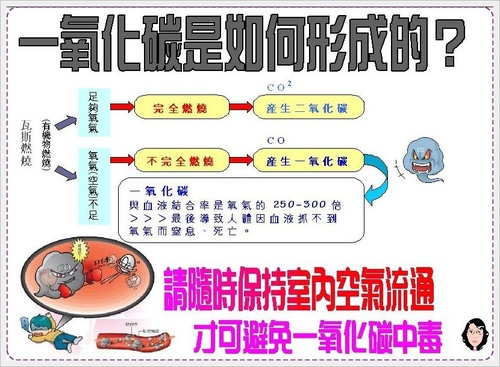 一氧化碳是如何形成的？
瓦斯燃燒
(有機物燃燒)
足夠氧氣
完全燃燒
CO²
產生二氧化碳
氧氣(空氣)不足
不完全燃燒
CO
產生一氧化碳
一氧化碳
與血液結合率是氧氣的 250-300 倍
>>>最後導致人體因血液抓不到
氧氣而窒息、死亡。
請隨時保持室內空氣流通
才可避免一氧化碳中毒